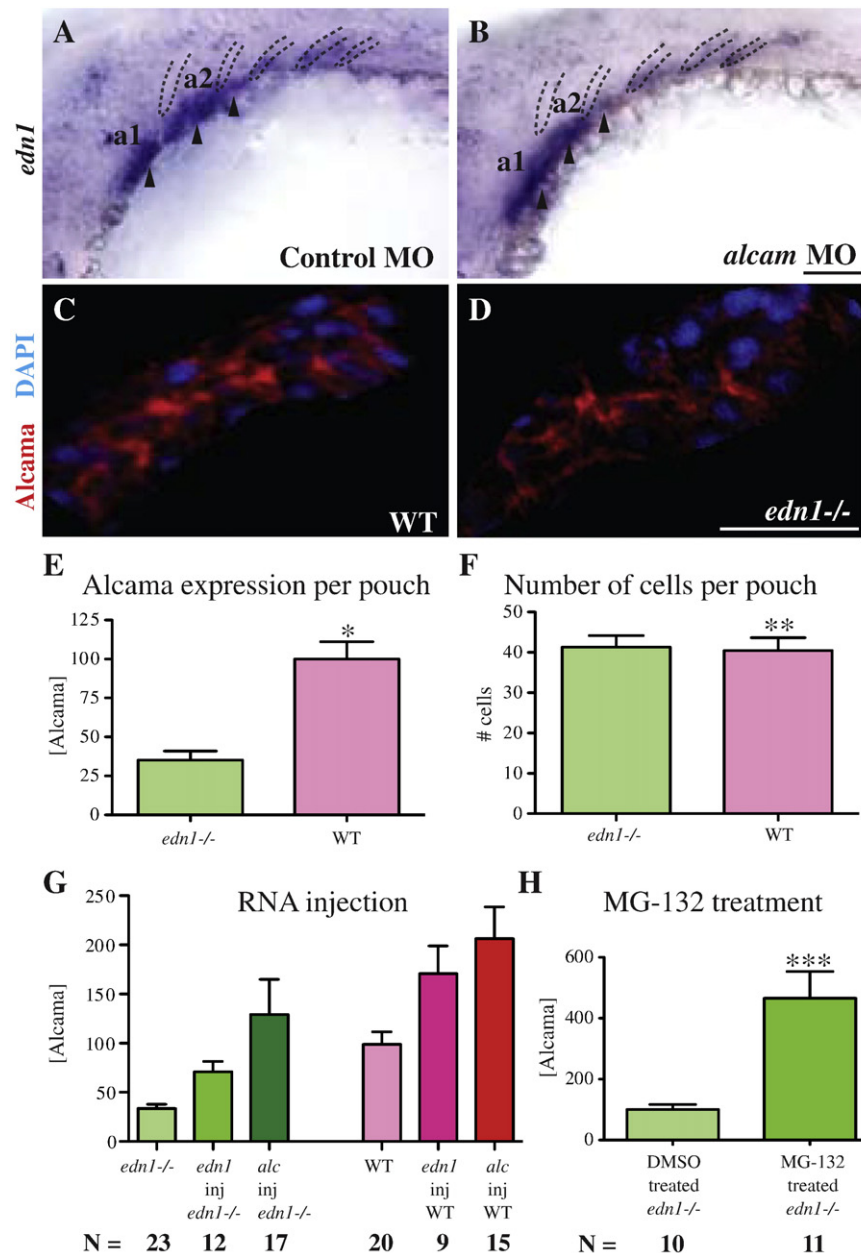 A
B
edn1
a1
a2
a1
a2
Control MO
alcam MO
C
D
Alcama DAPI
WT
edn1-/-
E
Alcama expression per pouch
[Alcama]
125
100
75
50
25
0
*
edn1-/- WT
F
Number of cells per pouch
# cells
50
40
30
20
10
0
**
edn1-/- WT
G
RNA injection
[Alcama]
250
200
150
100
50
0
edn1-/- edn1 alc WT edn1 alc
inj inj inj inj
edn1-/- edn1-/- WT WT
N = 23 12 17 20 9 15
H
MG-132 treatment
[Alcama]
600
400
200
0
***
DMSO MG-132
treated treated
edn1-/- edn1-/-
N = 10 11